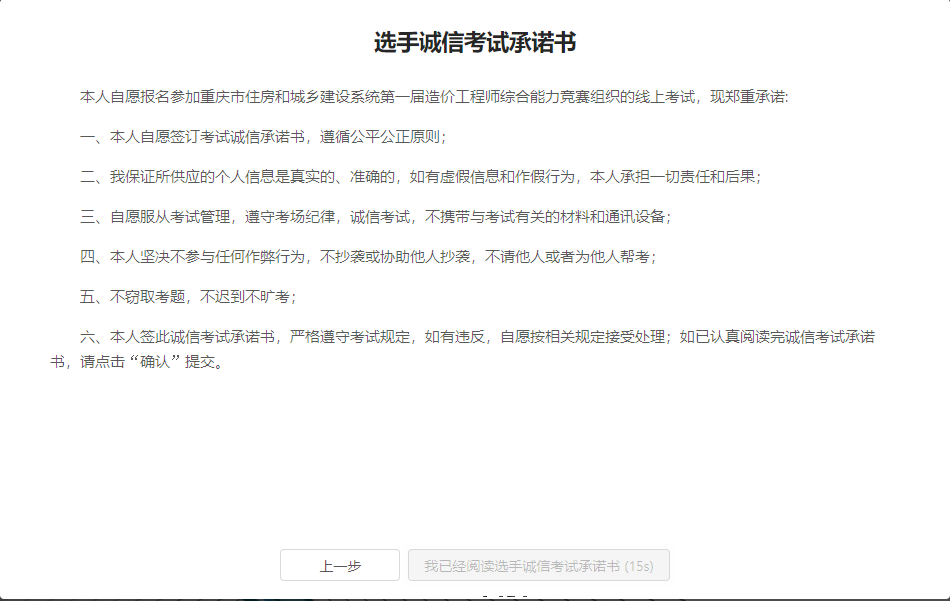 选手诚信考试承诺书
本人自愿报名参加重庆市住房和城乡建设系统第一届造价工程师综合能力竞赛组织的线上考试，现郑重承诺:
一、本人自愿签订考试诚信承诺书，遵循公平公正原则；
二、我保证所供应的个人信息是真实的、准确的，如有虚假信息和作假行为，本人承担一切责任和后果；
三、自愿服从考试管理，遵守考场纪律，诚信考试，不携带与考试有关的材料和通讯设备；
四、本人坚决不参与任何作弊行为，不抄袭或协助他人抄袭，不请他人或者为他人帮考；
五、不窃取考题，不迟到不旷考；
六、本人签此诚信考试承诺书，严格遵守考试规定，如有违反，自愿按相关规定接受处理；如已认真阅读完诚信考试承诺
书，请点击“确认”提交。
上一步
我已经阅读选手诚信考试承诺书 (15s)